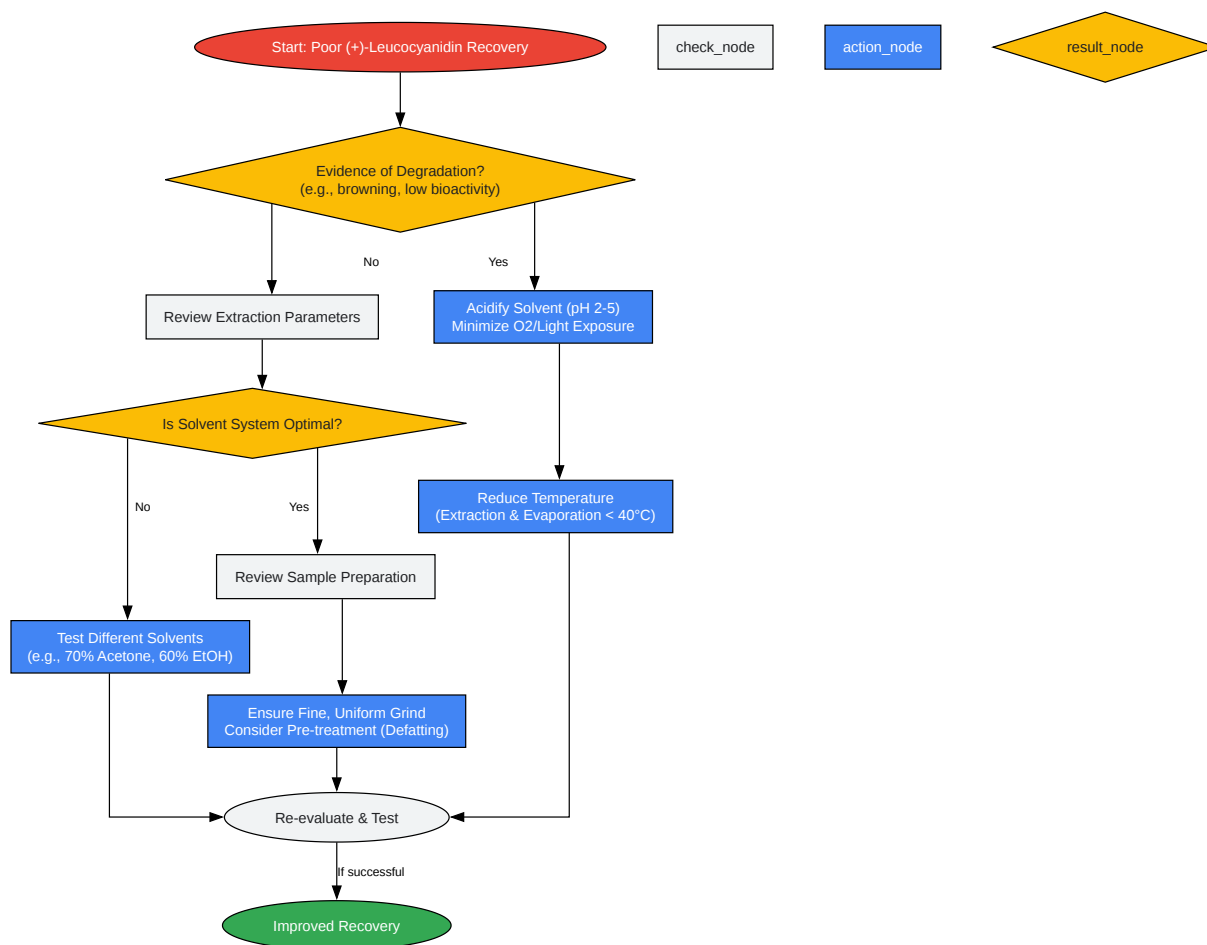 Start: Poor (+)-Leucocyanidin Recovery
check_node
action_node
result_node
Evidence of Degradation?
(e.g., browning, low bioactivity)
No
Yes
Review Extraction Parameters
Acidify Solvent (pH 2-5)
Minimize O2/Light Exposure
Is Solvent System Optimal?
No
Yes
Reduce Temperature
(Extraction & Evaporation < 40°C)
Review Sample Preparation
Test Different Solvents
(e.g., 70% Acetone, 60% EtOH)
Ensure Fine, Uniform Grind
Consider Pre-treatment (Defatting)
Re-evaluate & Test
If successful
Improved Recovery